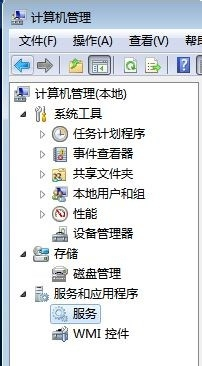 计算机管理
文件(F) 操作(A) 查看(V)
计算机管理(本地)
系统工具
任务计划程序
事件查看器
共享文件夹
本地用户和组
性能
设备管理器
存储
磁盘管理
服务和应用程序
服务
WMI 控件